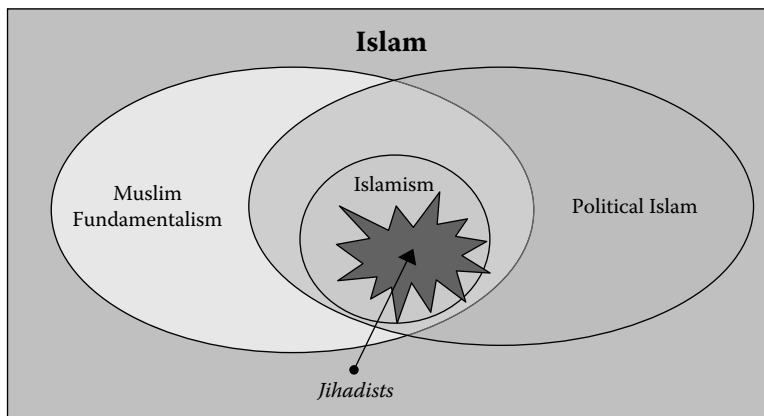 Islam
Islamism
Muslim
Fundamentalism
Political Islam
Jihadists